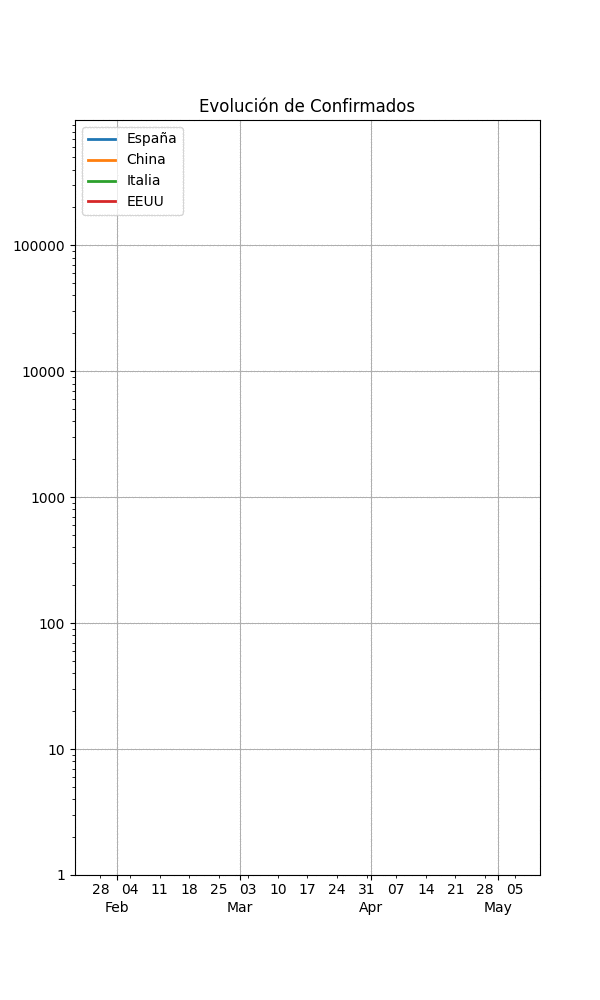 Evolución de Confirmados
España
China
Italia
EEUU
100000
10000
1000
100
10
1
28 04 11 18 25 03 10 17 24 31 07 14 21 28 05
Feb Mar Apr May